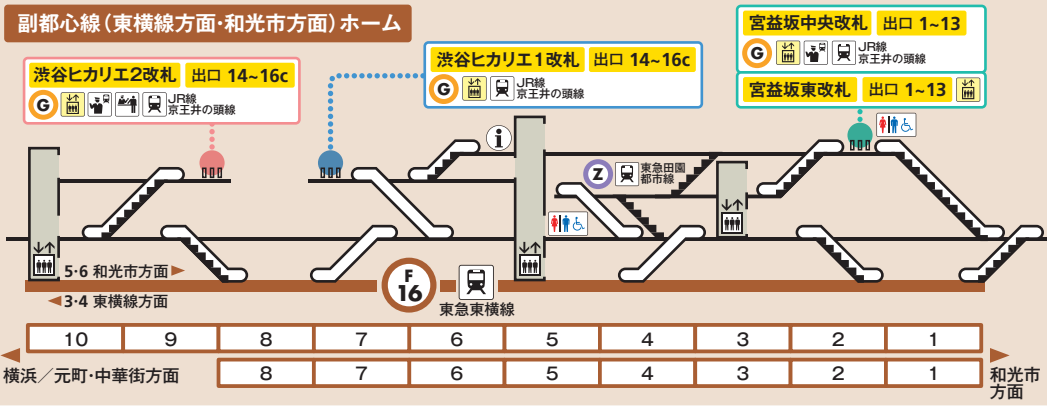 副都心線（東横線方面・和光市方面）ホーム
渋谷ヒカリエ2改札 出口 14~16c
G JR線
京王井の頭線
渋谷ヒカリエ1改札 出口 14~16c
G JR線
京王井の頭線
宮益坂中央改札 出口 1~13
G JR線
京王井の頭線
宮益坂東改札 出口 1~13
i
Z 東急田園
都市線
5・6 和光市方面
3・4 東横線方面
F
16
東急東横線
10 9 8 7 6 5 4 3 2 1
8 7 6 5 4 3 2 1
横浜／元町・中華街方面
和光市
方面